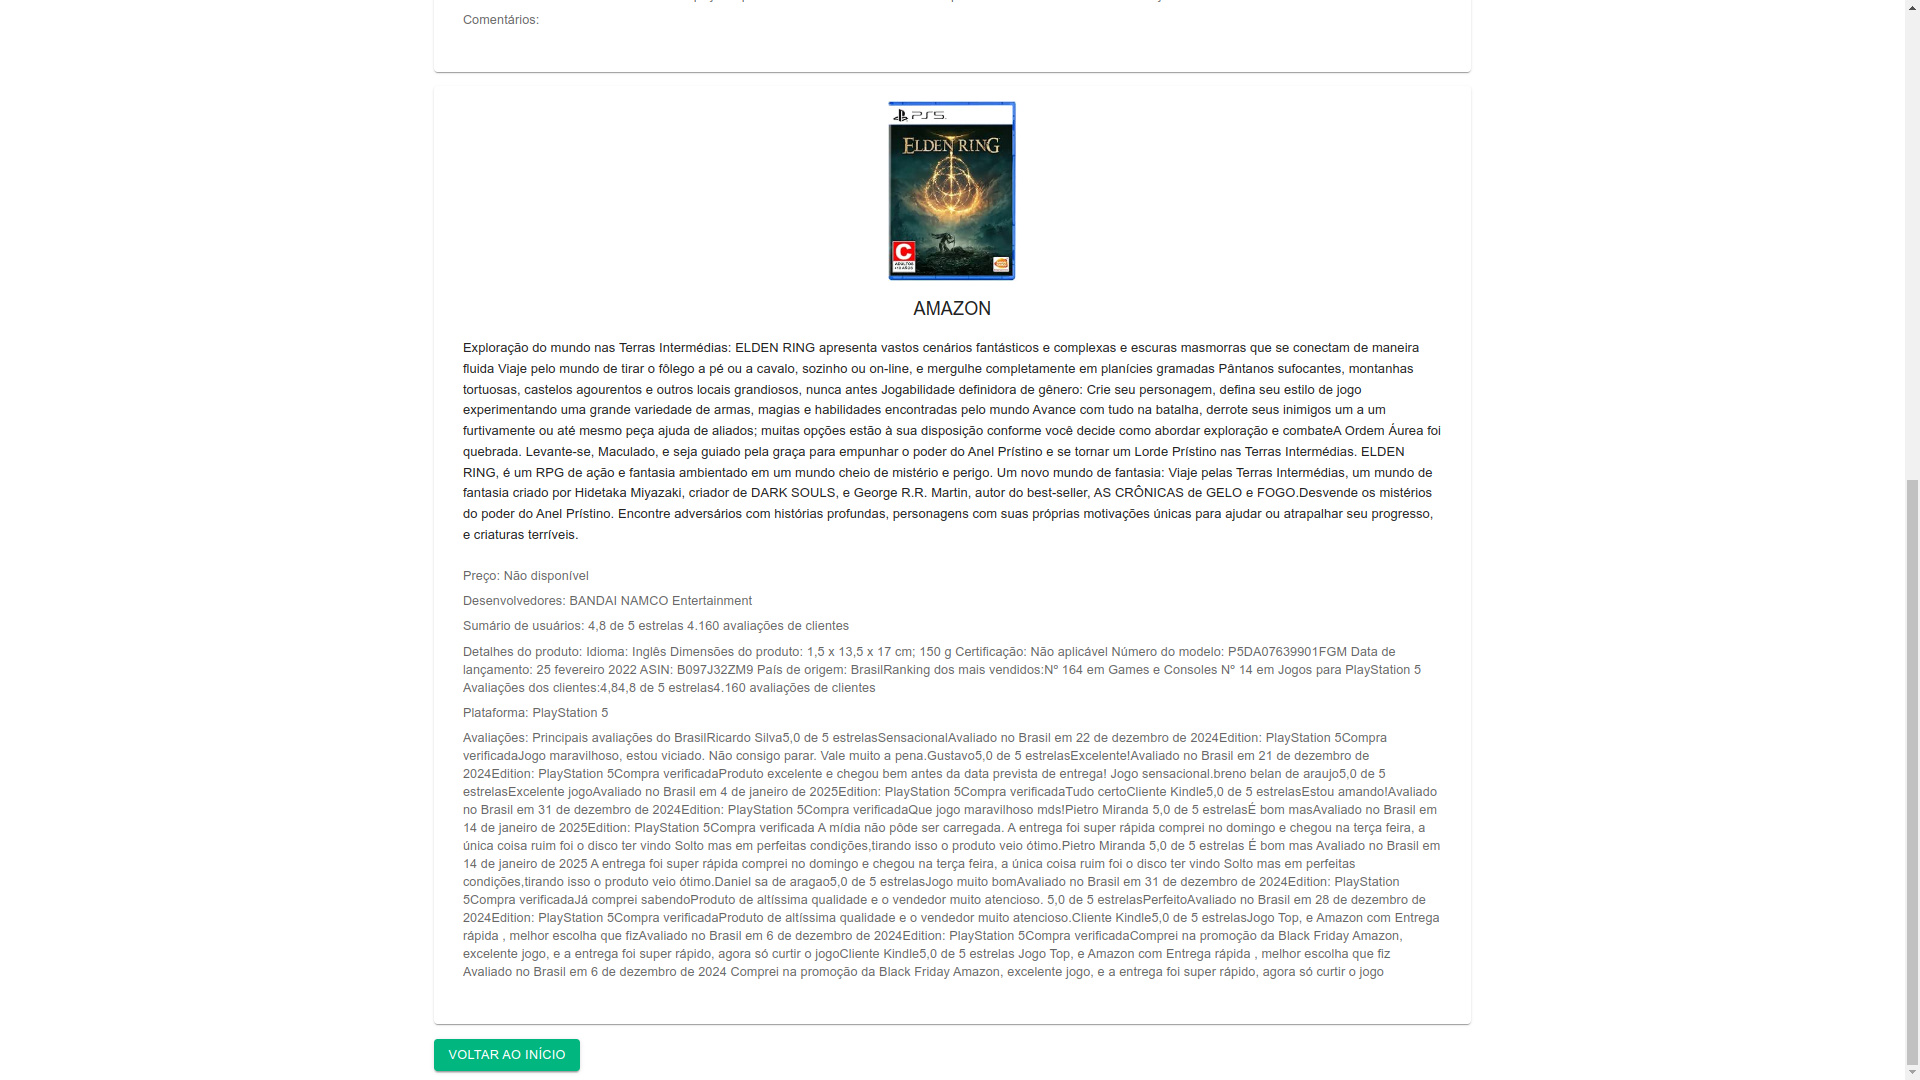 Comentários:
PS5
ELDEN RING
C
ADULTOS
AMAZON
Exploração do mundo nas Terras Intermédias: ELDEN RING apresenta vastos cenários fantásticos e complexas e escuras masmorras que se conectam de maneira
fluida Viaje pelo mundo de tirar o fôlego a pé ou a cavalo, sozinho ou on-line, e mergulhe completamente em planícies gramadas Pântanos sufocantes, montanhas
tortuosas, castelos agourentos e outros locais grandiosos, nunca antes Jogabilidade definidora de gênero: Crie seu personagem, defina seu estilo de jogo
experimentando uma grande variedade de armas, magias e habilidades encontradas pelo mundo Avance com tudo na batalha, derrote seus inimigos um a um
furtivamente ou até mesmo peça ajuda de aliados; muitas opções estão à sua disposição conforme você decide como abordar exploração e combateA Ordem Áurea foi
quebrada. Levante-se, Maculado, e seja guiado pela graça para empunhar o poder do Anel Prístino e se tornar um Lorde Prístino nas Terras Intermédias. ELDEN
RING, é um RPG de ação e fantasia ambientado em um mundo cheio de mistério e perigo. Um novo mundo de fantasia: Viaje pelas Terras Intermédias, um mundo de
fantasia criado por Hidetaka Miyazaki, criador de DARK SOULS, e George R.R. Martin, autor do best-seller, AS CRÔNICAS de GELO e FOGO.Desvende os mistérios
do poder do Anel Prístino. Encontre adversários com histórias profundas, personagens com suas próprias motivações únicas para ajudar ou atrapalhar seu progresso,
e criaturas terríveis.
Preço: Não disponível
Desenvolvedores: BANDAI NAMCO Entertainment
Sumário de usuários: 4,8 de 5 estrelas 4.160 avaliações de clientes
Detalhes do produto: Idioma: Inglês Dimensões do produto: 1,5 x 13,5 x 17 cm; 150 g Certificação: Não aplicável Número do modelo: P5DA07639901FGM Data de
lançamento: 25 fevereiro 2022 ASIN: B097J32ZM9 País de origem: BrasilRanking dos mais vendidos:Nº 164 em Games e Consoles Nº 14 em Jogos para PlayStation 5
Avaliações dos clientes:4,84,8 de 5 estrelas4.160 avaliações de clientes
Plataforma: PlayStation 5
Avaliações: Principais avaliações do BrasilRicardo Silva5,0 de 5 estrelasSensacionalAvaliado no Brasil em 22 de dezembro de 2024Edition: PlayStation 5Compra
verificadaJogo maravilhoso, estou viciado. Não consigo parar. Vale muito a pena.Gustavo5,0 de 5 estrelasExcelente!Avaliado no Brasil em 21 de dezembro de
2024Edition: PlayStation 5Compra verificadaProduto excelente e chegou bem antes da data prevista de entrega! Jogo sensacional.breno belan de araujo5,0 de 5
estrelasExcelente jogoAvaliado no Brasil em 4 de janeiro de 2025Edition: PlayStation 5Compra verificadaTudo certoCliente Kindle5,0 de 5 estrelasEstou amando!Avaliado
no Brasil em 31 de dezembro de 2024Edition: PlayStation 5Compra verificadaQue jogo maravilhoso mds!Pietro Miranda 5,0 de 5 estrelasÉ bom masAvaliado no Brasil em
14 de janeiro de 2025Edition: PlayStation 5Compra verificada A mídia não pôde ser carregada. A entrega foi super rápida comprei no domingo e chegou na terça feira, a
única coisa ruim foi o disco ter vindo Solto mas em perfeitas condições,tirando isso o produto veio ótimo.Pietro Miranda 5,0 de 5 estrelas É bom mas Avaliado no Brasil em
14 de janeiro de 2025 A entrega foi super rápida comprei no domingo e chegou na terça feira, a única coisa ruim foi o disco ter vindo Solto mas em perfeitas
condições,tirando isso o produto veio ótimo.Daniel sa de aragao5,0 de 5 estrelasJogo muito bomAvaliado no Brasil em 31 de dezembro de 2024Edition: PlayStation
5Compra verificadaJá comprei sabendoProduto de altíssima qualidade e o vendedor muito atencioso. 5,0 de 5 estrelasPerfeitoAvaliado no Brasil em 28 de dezembro de
2024Edition: PlayStation 5Compra verificadaProduto de altíssima qualidade e o vendedor muito atencioso.Cliente Kindle5,0 de 5 estrelasJogo Top, e Amazon com Entrega
rápida , melhor escolha que fizAvaliado no Brasil em 6 de dezembro de 2024Edition: PlayStation 5Compra verificadaComprei na promoção da Black Friday Amazon,
excelente jogo, e a entrega foi super rápido, agora só curtir o jogoCliente Kindle5,0 de 5 estrelas Jogo Top, e Amazon com Entrega rápida , melhor escolha que fiz
Avaliado no Brasil em 6 de dezembro de 2024 Comprei na promoção da Black Friday Amazon, excelente jogo, e a entrega foi super rápido, agora só curtir o jogo
VOLTAR AO INÍCIO